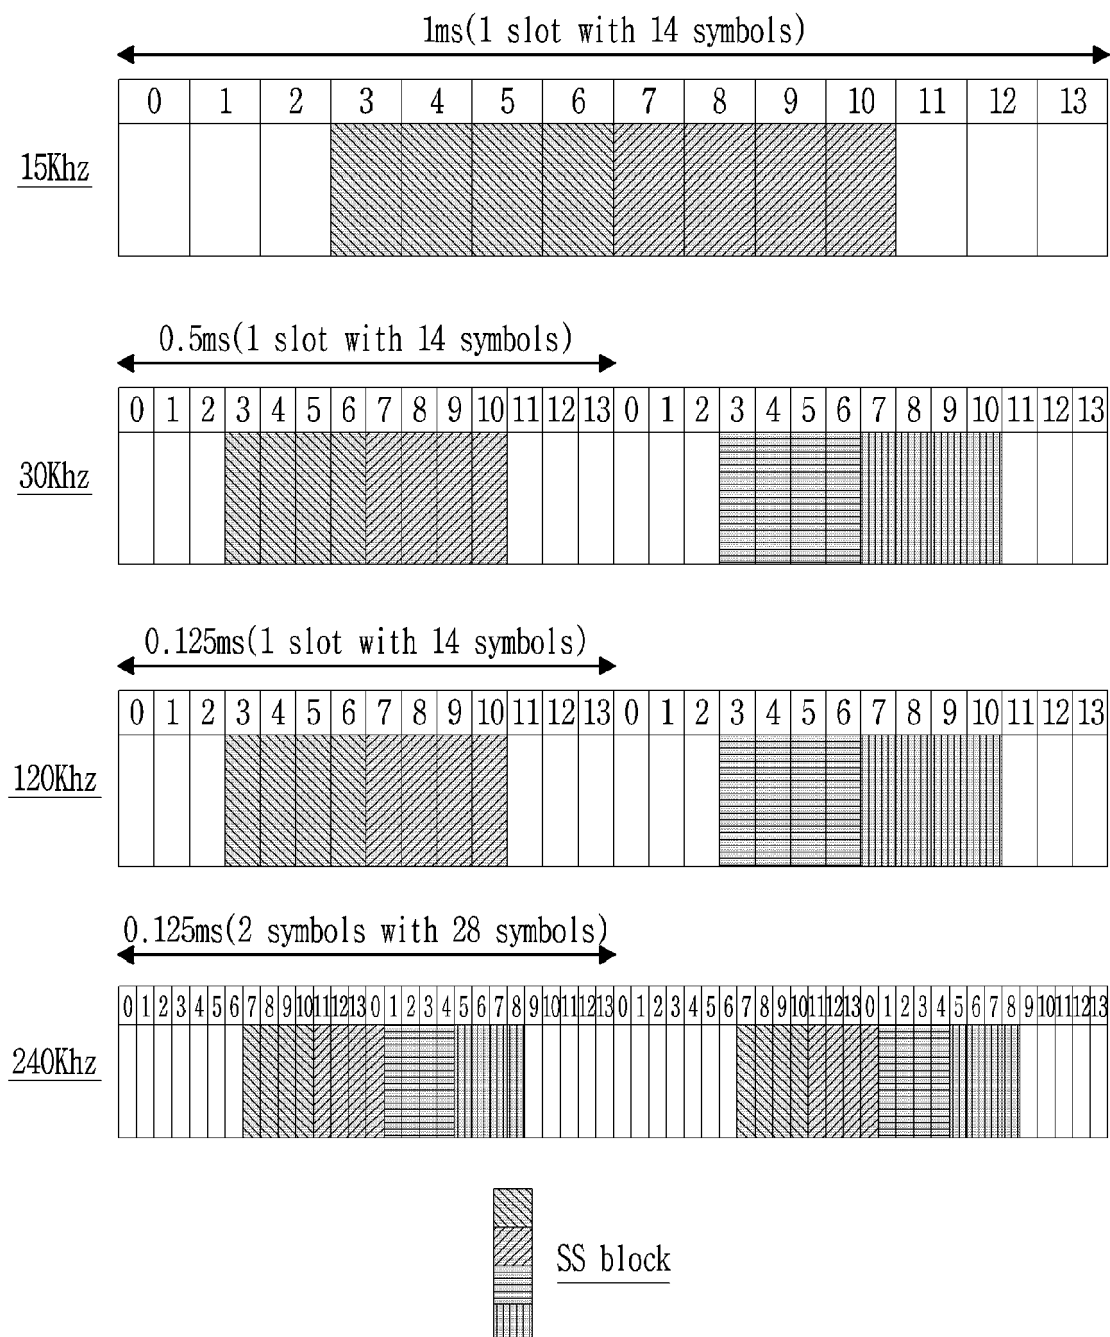 1ms(1 slot with 14 symbols)
0 1 2 3 4 5 6 7 8 9 10 11 12 13
15Khz
0.5ms(1 slot with 14 symbols)
0 1 2 3 4 5 6 7 8 9 10 11 12 13 0 1 2 3 4 5 6 7 8 9 10 11 12 13
30Khz
0.125ms(1 slot with 14 symbols)
0 1 2 3 4 5 6 7 8 9 10 11 12 13 0 1 2 3 4 5 6 7 8 9 10 11 12 13
120Khz
0.125ms(2 symbols with 28 symbols)
0 1 2 3 4 5 6 7 8 9 10 11 12 13 0 1 2 3 4 5 6 7 8 9 10 11 12 13 0 1 2 3 4 5 6 7 8 9 10 11 12 13 0 1 2 3 4 5 6 7 8 9 10 11 12 13
240Khz
SS block